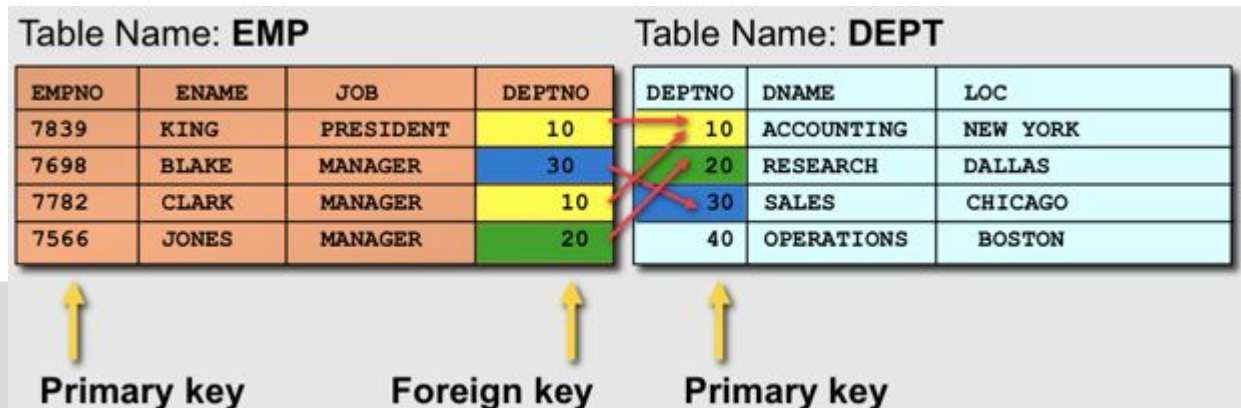 Table Name: EMP
EMPNO ENAME JOB DEPTNO
7839 KING PRESIDENT 10
7698 BLAKE MANAGER 30
7782 CLARK MANAGER 10
7566 JONES MANAGER 20
Primary key Foreign key
Table Name: DEPT
DEPTNO DNAME LOC
10 ACCOUNTING NEW YORK
20 RESEARCH DALLAS
30 SALES CHICAGO
40 OPERATIONS BOSTON
Primary key